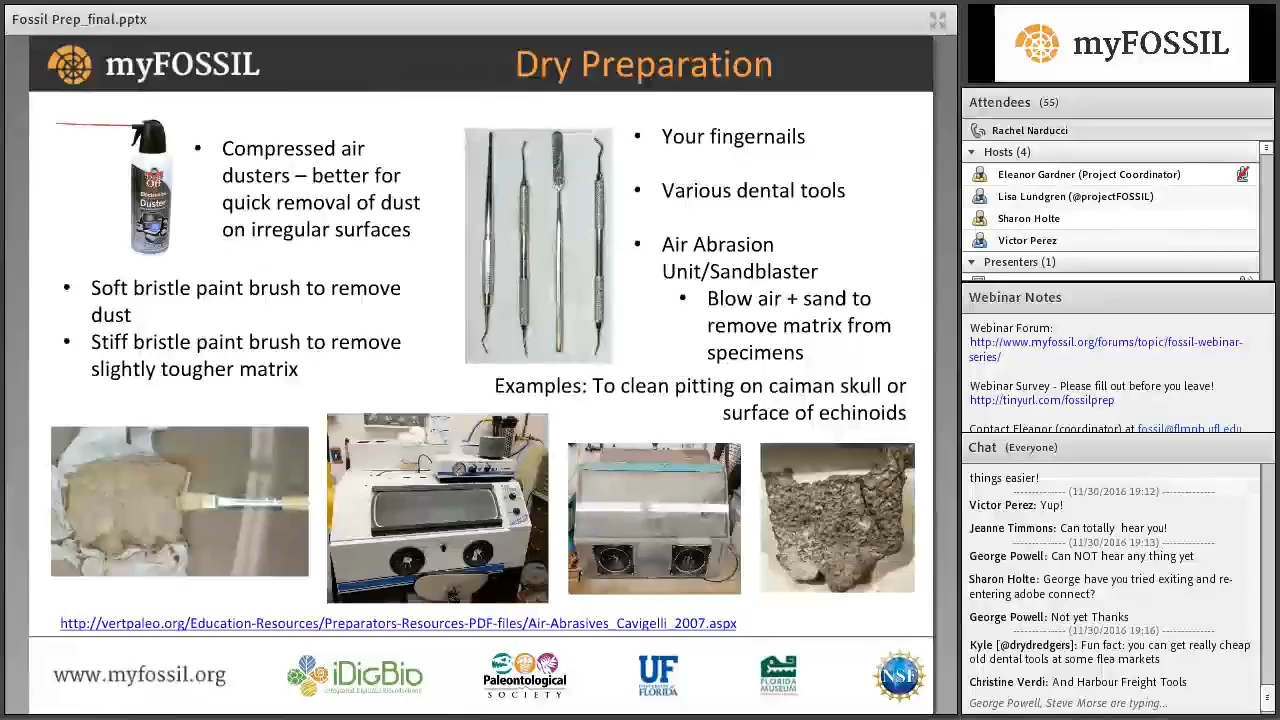 Fossil Prep_final.pptx
myFOSSIL
Dry Preparation
• Compressed air
dusters – better for
quick removal of dust
on irregular surfaces
• Soft bristle paint brush to remove
dust
• Stiff bristle paint brush to remove
slightly tougher matrix
• Your fingernails
• Various dental tools
• Air Abrasion
Unit/Sandblaster
• Blow air + sand to
remove matrix from
specimens
Examples: To clean pitting on caiman skull or
surface of echinoids
Off
Duster
http://vertpaleo.org/Education-Resources/Preparators-Resources-PDF-files/Air-Abrasives_Cavigelli_2007.aspx
www.myfossil.org
iDigBio
Paleontological
SOCIETY
UF
UNIVERSITY of
FLORIDA
FLORIDA
MUSEUM
NSF
myFOSSIL
Attendees (55)
Rachel Narducci
Hosts (4)
Eleanor Gardner (Project Coordinator)
Lisa Lundgren (@projectFOSSIL)
Sharon Holte
Victor Perez
Presenters (1)
Webinar Notes
Webinar Forum:
http://www.myfossil.org/forums/topic/fossil-webinar-
series/
Webinar Survey - Please fill out before you leave!
http://tinyurl.com/fossilprep
Contact Eleanor (coordinator) at fossil@flmnh.ufl.edu
Chat (Everyone)
things easier!
-------------- (11/30/2016 19:12) --------------
Victor Perez: Yup!
Jeanne Timmons: Can totally hear you!
-------------- (11/30/2016 19:13) --------------
George Powell: Can NOT hear any thing yet
Sharon Holte: George have you tried exiting and re-
entering adobe connect?
George Powell: Not yet Thanks
-------------- (11/30/2016 19:16) --------------
Kyle [@drydredgers]: Fun fact: you can get really cheap
old dental tools at some flea markets
Christine Verdi: And Harbour Freight Tools
George Powell, Steve Morse are typing...